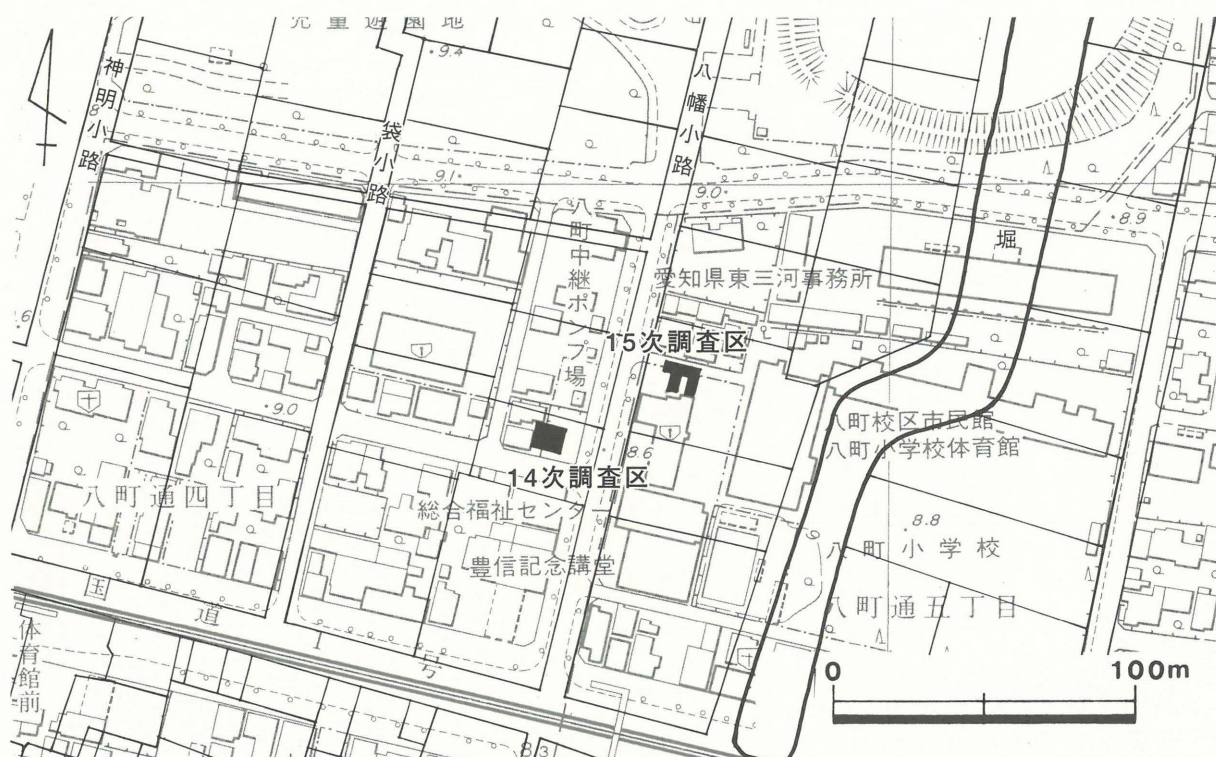 児童遊園地
9.4
神明小路
袋小路
八幡小路
9.1
9.0
8.9
八町中継ポンプ場
堀
愛知県東三河事務所
15次調査区
9.0
8.6
八町校区市民館
八町小学校体育館
14次調査区
八町通四丁目
総合福祉センター
8.8
八町小学校
豊信記念講堂
八町通五丁目
国道1号
体育館前
0 100m
8.3